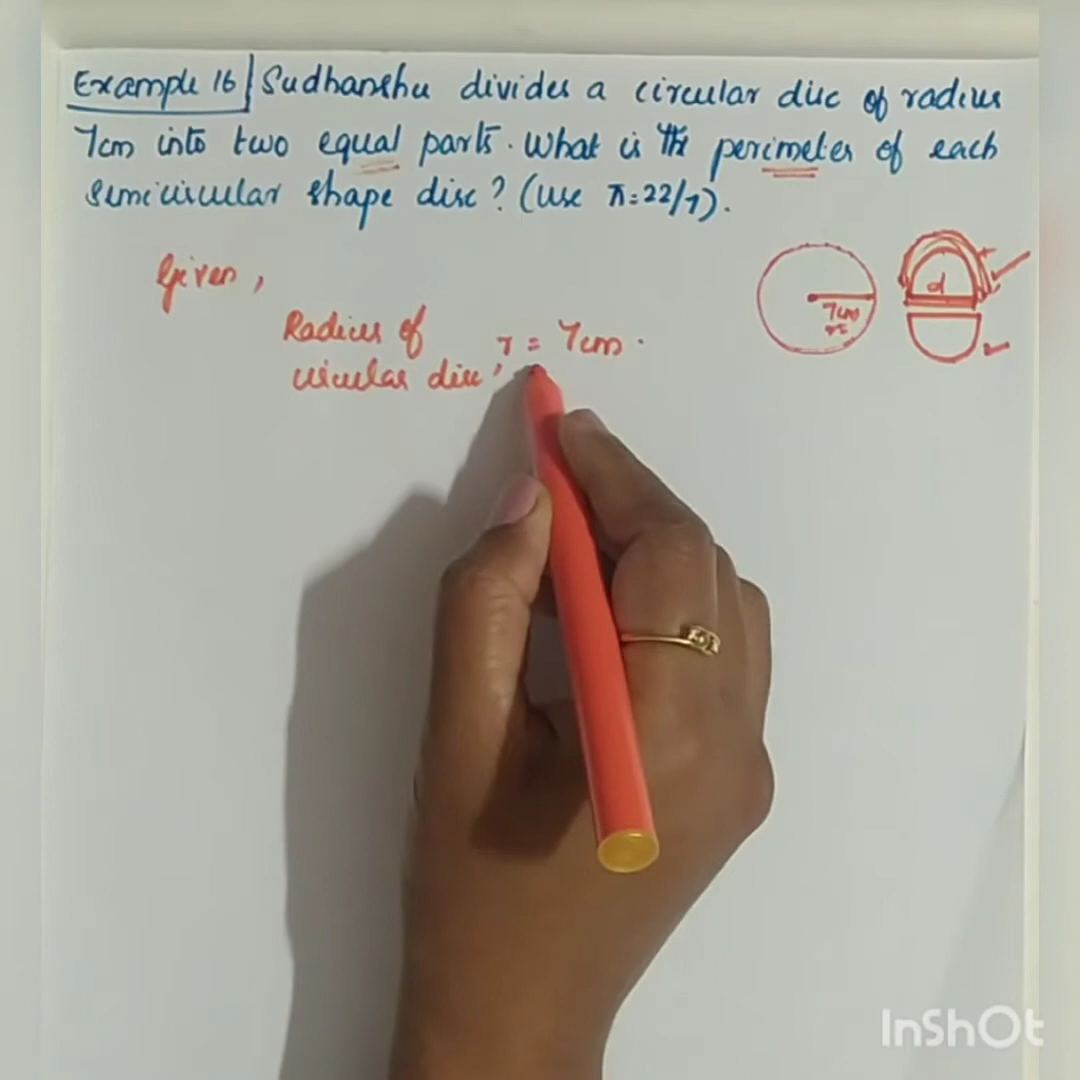 Example 16 Sudhanshu divides a circular disc of radius
7cm into two equal parts. What is the perimeter of each
semicircular shape disc? (use π=22/7).
Given,
Radius of
circular disc, r = 7cm.
7cm
d
InShOt